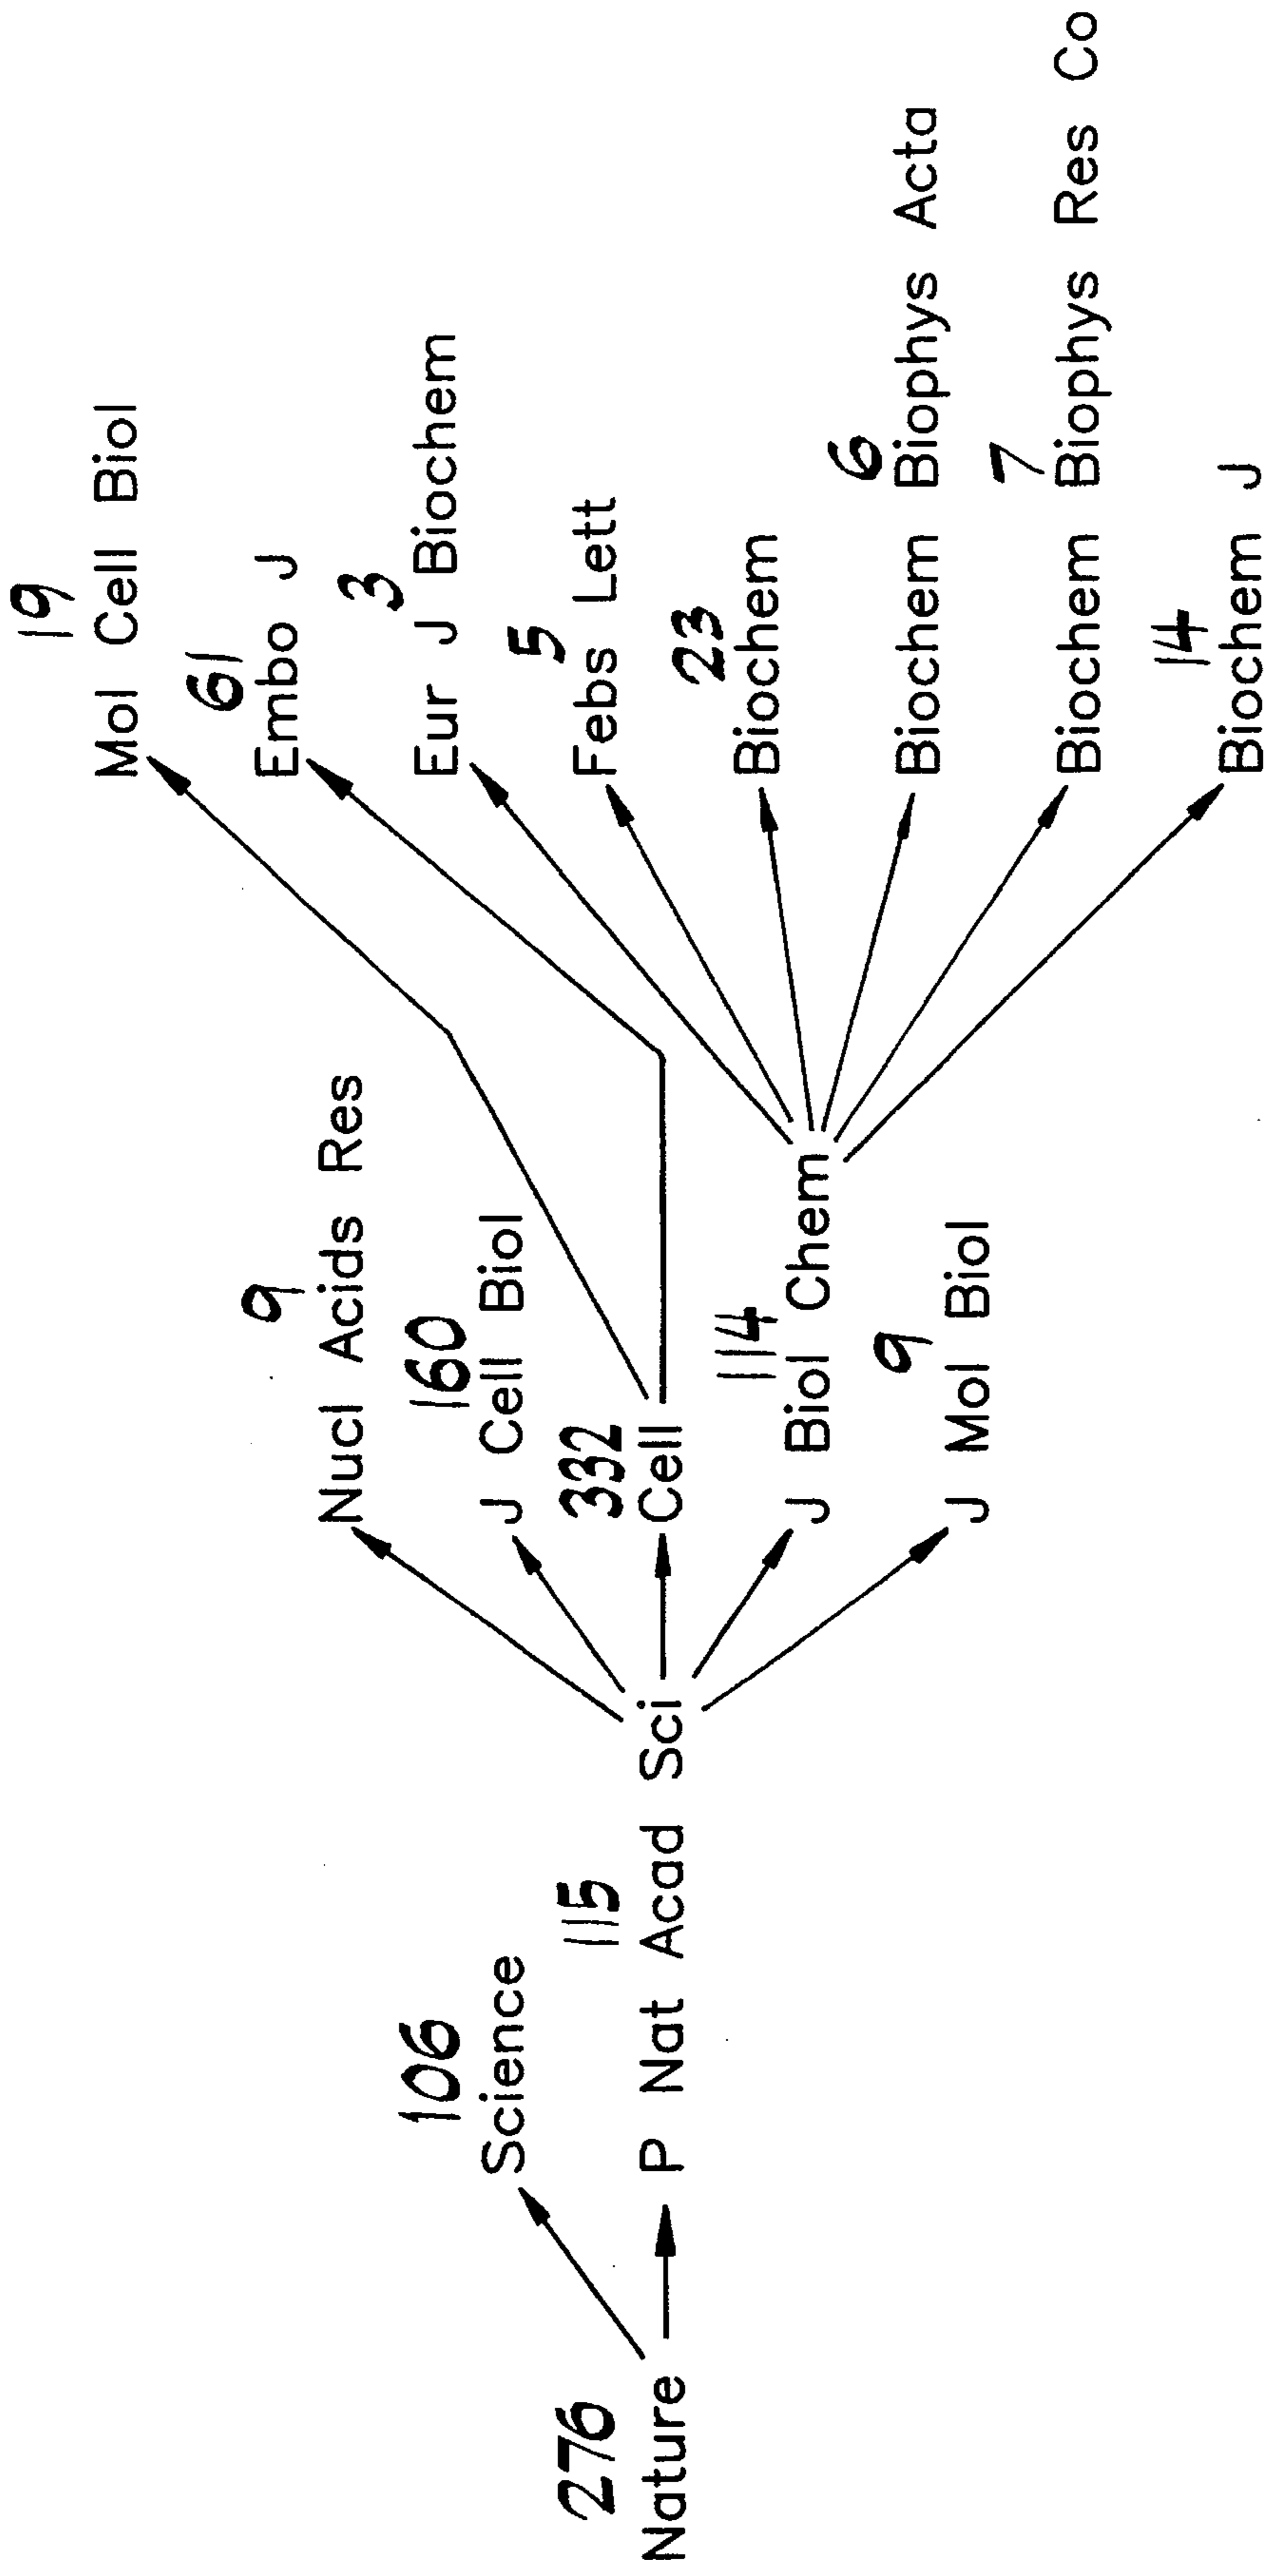 276
Nature
106
Science
115
P Nat Acad Sci
9
Nucl Acids Res
160
J Cell Biol
332
Cell
114
J Biol Chem
9
J Mol Biol
19
Mol Cell Biol
61
Embo J
3
Eur J Biochem
5
Febs Lett
23
Biochem
6
Biochem Biophys Acta
7
Biochem Biophys Res Co
14
Biochem J